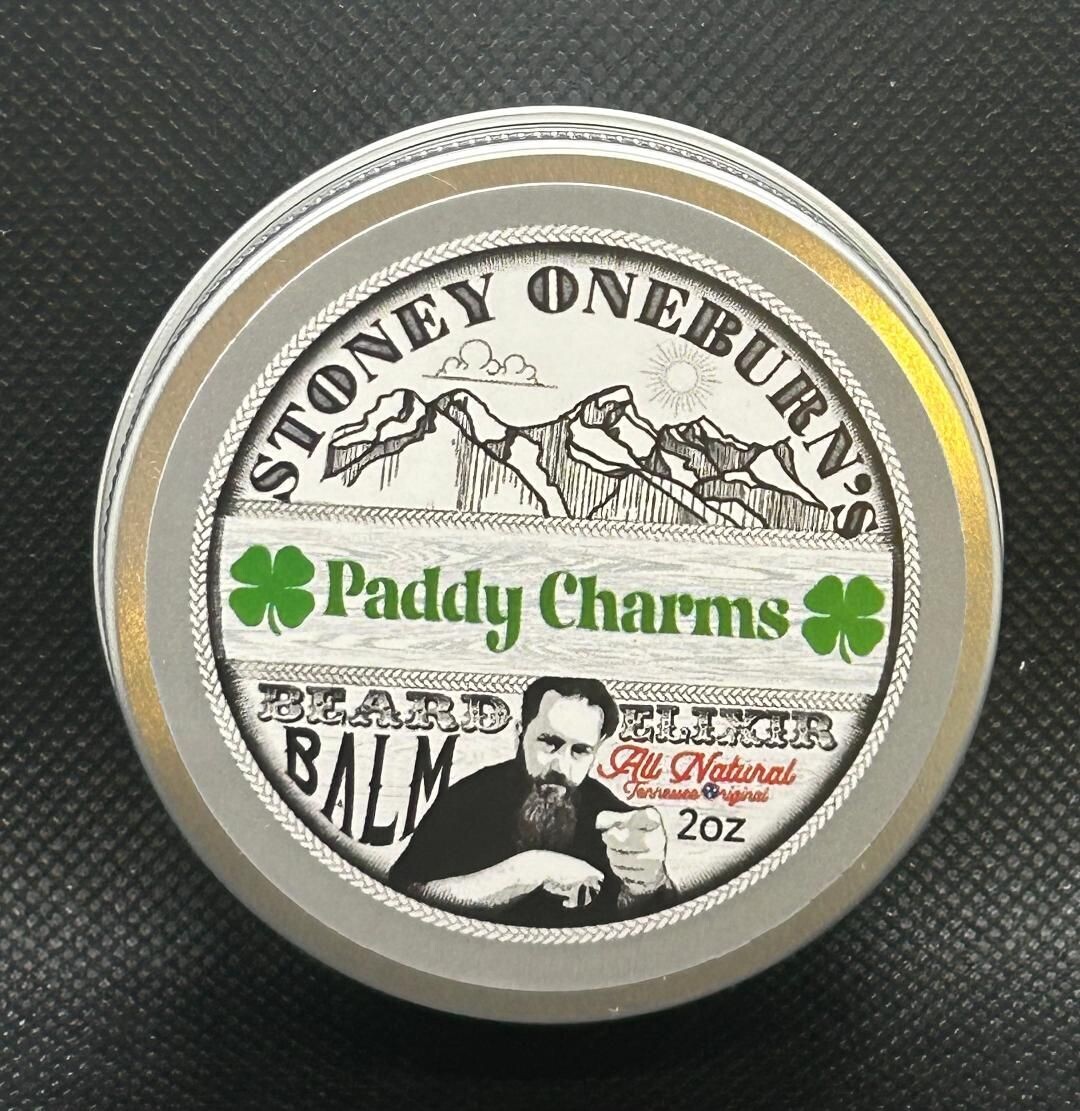 STONEY ONEBURN'S
Paddy Charms
BEARD ELIXIR
BALM
All Natural
Tennessee Original
2oz